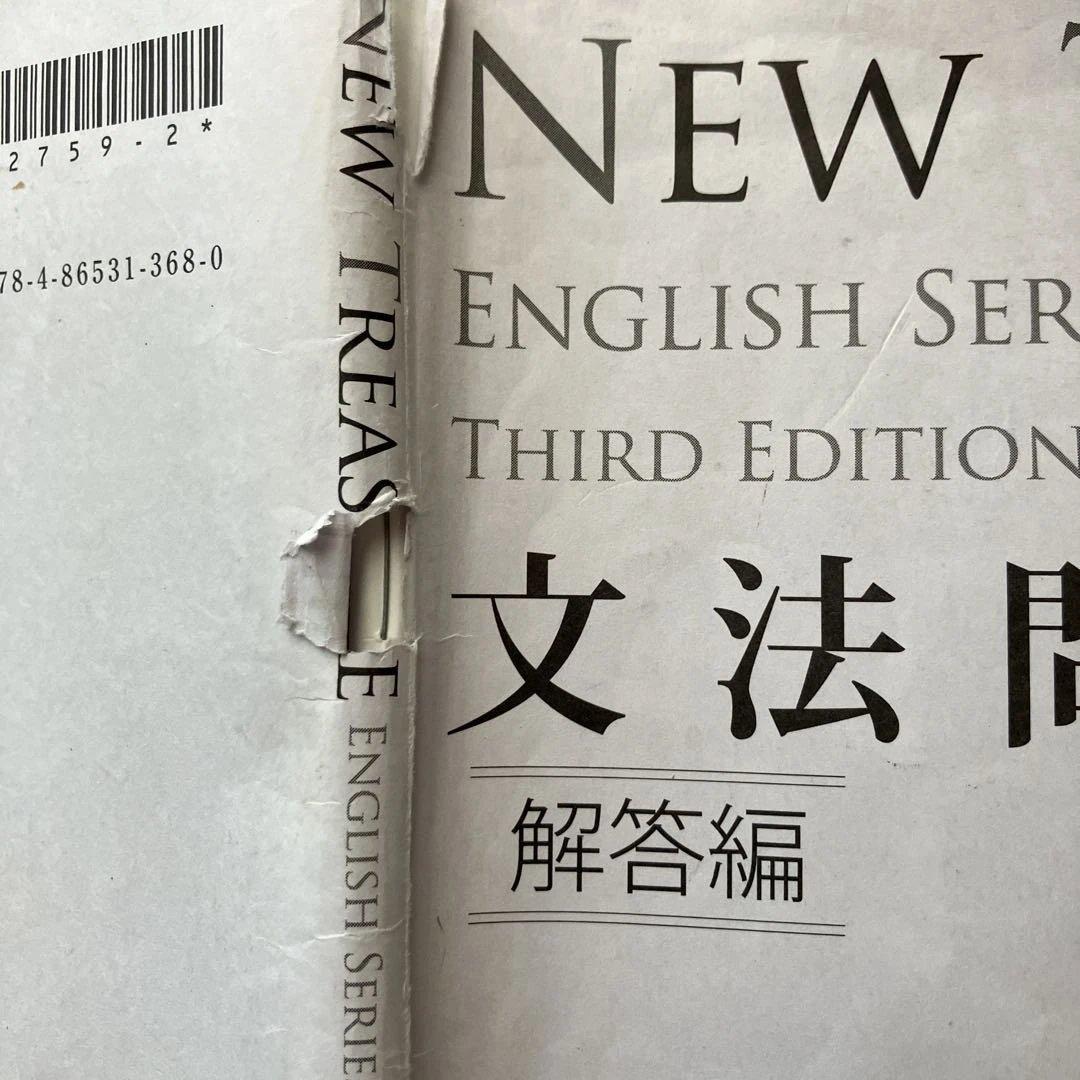 2759-2*
78-4-86531-368-0
NEW TREAS E ENGLISH SERIE
NEW
ENGLISH SER
THIRD EDITION
文法問
解答編